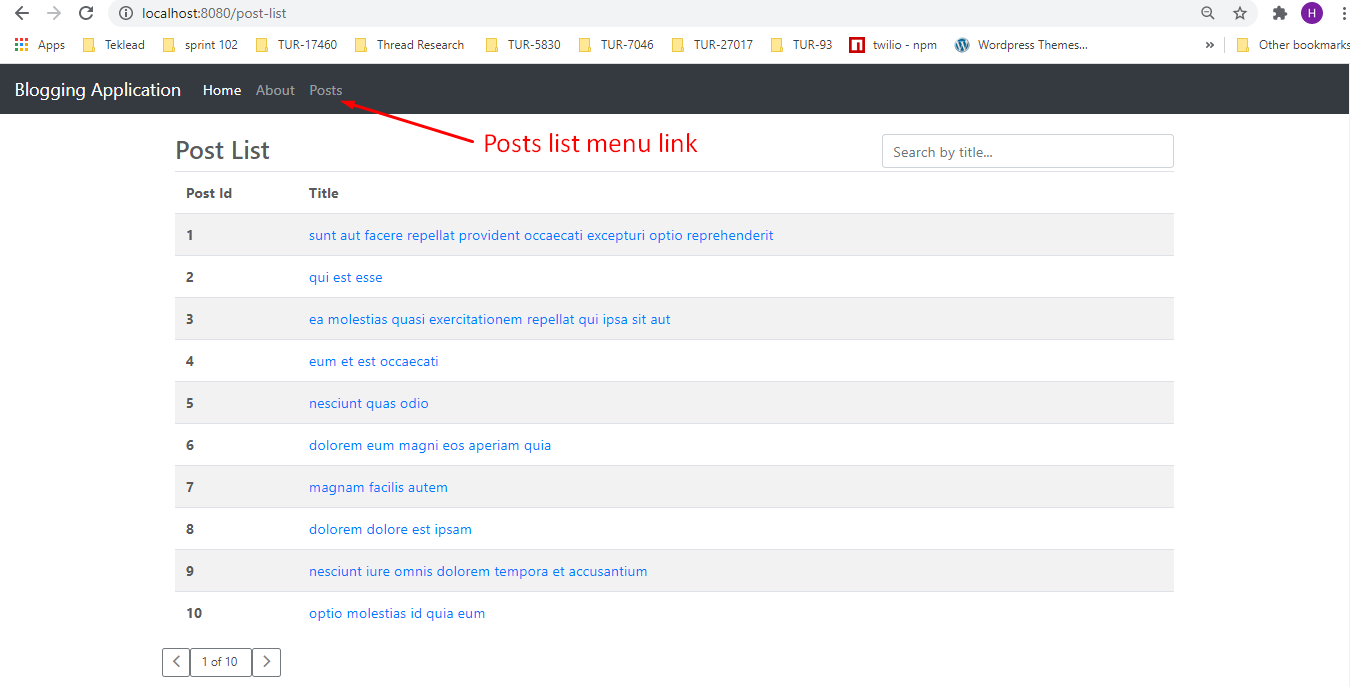 localhost:8080/post-list
H
Apps Teklead sprint 102 TUR-17460 Thread Research TUR-5830 TUR-7046 TUR-27017 TUR-93 twilio - npm Wordpress Themes... » Other bookmarks
Blogging Application Home About Posts
Posts list menu link
Post List Search by title...
Post Id Title
1 sunt aut facere repellat provident occaecati excepturi optio reprehenderit
2 qui est esse
3 ea molestias quasi exercitationem repellat qui ipsa sit aut
4 eum et est occaecati
5 nesciunt quas odio
6 dolorem eum magni eos aperiam quia
7 magnam facilis autem
8 dolorem dolore est ipsam
9 nesciunt iure omnis dolorem tempora et accusantium
10 optio molestias id quia eum
1 of 10